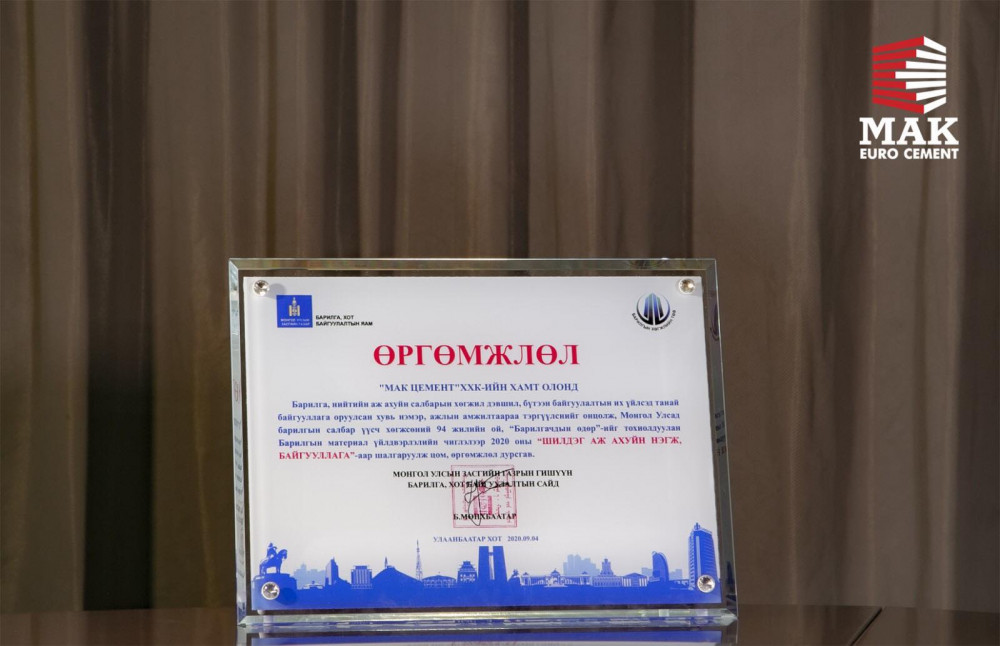 МАК
EURO CEMENT
БАРИЛГА, ХОТ
БАЙГУУЛАЛТЫН ЯАМ
ӨРГӨМЖЛӨЛ
"МАК ЦЕМЕНТ"ХХК-ИЙН ХАМТ ОЛОНД
Барилга, нийтийн аж ахуйн салбарын хөгжил дэвшил, бүтээн байгуулалтын их үйлсэд танай
байгууллага оруулсан хувь нэмэр, ажлын амжилтаараа тэргүүлснийг онцолж, Монгол Улсад
барилгын салбар үүсч хөгжсөний 94 жилийн ой, “Барилгачдын өдөр”-ийг тохиолдуулан
Барилгын материал үйлдвэрлэлийн чиглэлээр 2020 оны “ШИЛДЭГ АЖ АХУЙН НЭГЖ,
БАЙГУУЛЛАГА”-аар шалгаруулж цом, өргөмжлөл дурсгав.
МОНГОЛ УЛСЫН ЗАСГИЙН ГАЗРЫН ГИШҮҮН
БАРИЛГА, ХОТ БАЙГУУЛАЛТЫН САЙД
Б.МӨНХБААТАР
УЛААНБААТАР ХОТ 2020.09.04